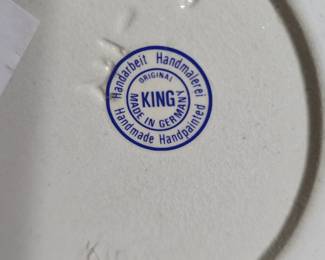 Handarbeit Handmalerei
ORIGINAL
KING
MADE IN GERMANY
Handmade Handpainted